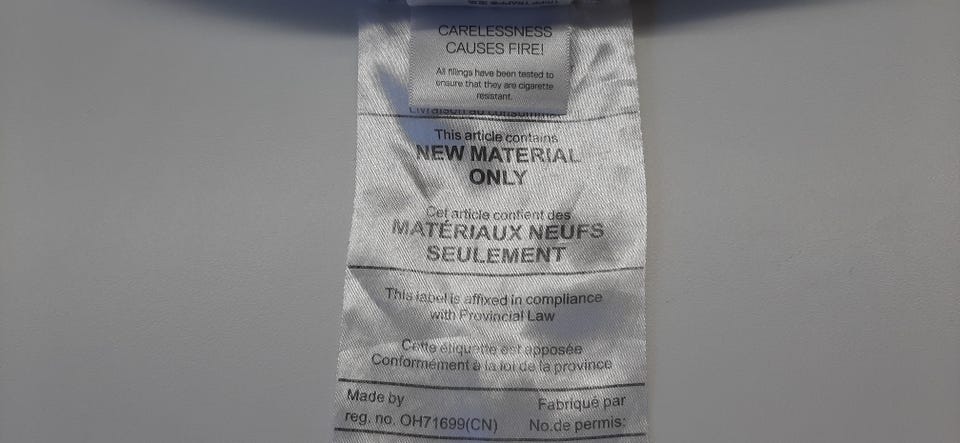 CARELESSNESS
CAUSES FIRE!
All fillings have been tested to
ensure that they are cigarette
resistant.
Livraison au consommateur
This article contains
NEW MATERIAL
ONLY
Cet article contient des
MATÉRIAUX NEUFS
SEULEMENT
This label is affixed in compliance
with Provincial Law
Cette étiquette est apposée
Conformément à la loi de la province
Made by
reg. no. OH71699(CN)
Fabriqué par
No.de permis: